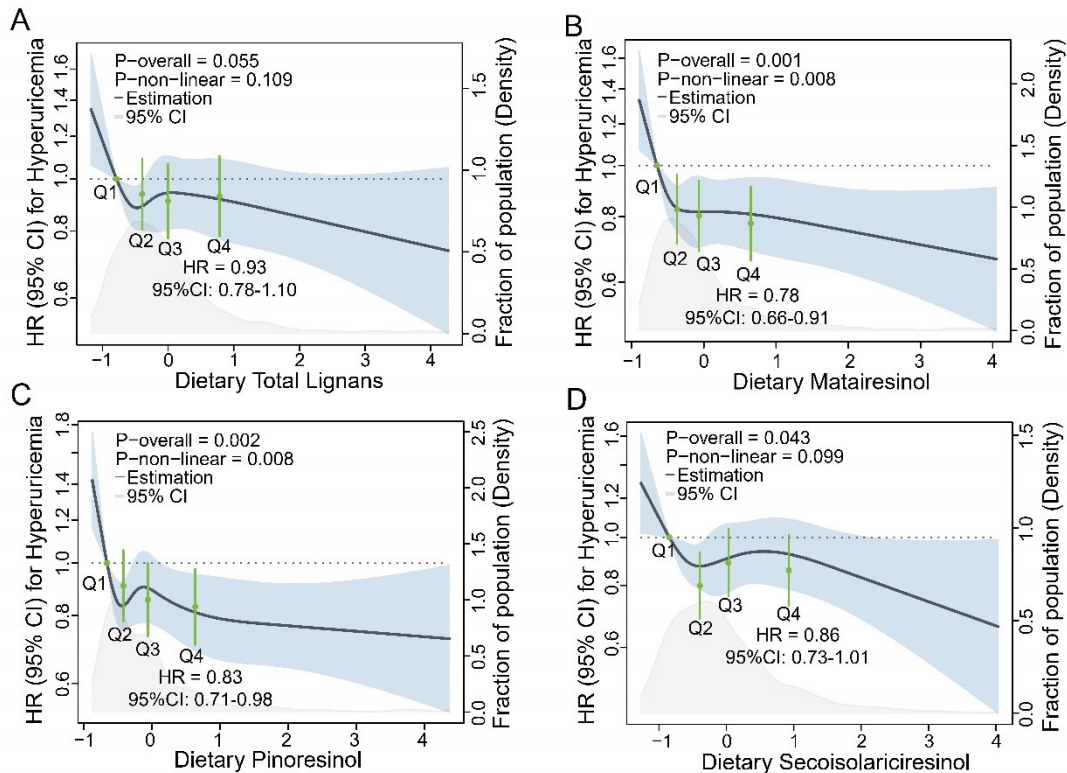 A
P-overall = 0.055
P-non-linear = 0.109
Estimation
95% CI
HR (95% CI) for Hyperuricemia
1.6
1.4
1.2
1.0
0.8
0.6
Q1
Q2
Q3
Q4
HR = 0.93
95%CI: 0.78-1.10
Fraction of population (Density)
1.5
1.0
0.5
0.0
−1 0 1 2 3 4
Dietary Total Lignans
B
P-overall = 0.001
P-non-linear = 0.008
Estimation
95% CI
HR (95% CI) for Hyperuricemia
1.6
1.4
1.2
1.0
0.8
0.6
Q1
Q2
Q3
Q4
HR = 0.78
95%CI: 0.66-0.91
Fraction of population (Density)
2.0
1.5
1.0
0.5
0.0
−1 0 1 2 3 4
Dietary Matairesinol
C
P-overall = 0.002
P-non-linear = 0.008
Estimation
95% CI
HR (95% CI) for Hyperuricemia
1.8
1.4
1.2
1.0
0.8
0.6
Q1
Q2
Q3
Q4
HR = 0.83
95%CI: 0.71-0.98
Fraction of population (Density)
2.5
2.0
1.5
1.0
0.5
0.0
−1 0 1 2 3 4
Dietary Pinoresinol
D
P-overall = 0.043
P-non-linear = 0.099
Estimation
95% CI
HR (95% CI) for Hyperuricemia
1.6
1.4
1.2
1.0
0.8
0.6
Q1
Q2
Q3
Q4
HR = 0.86
95%CI: 0.73-1.01
Fraction of population (Density)
1.5
1.0
0.5
0.0
−1 0 1 2 3 4
Dietary Secoisolariciresinol